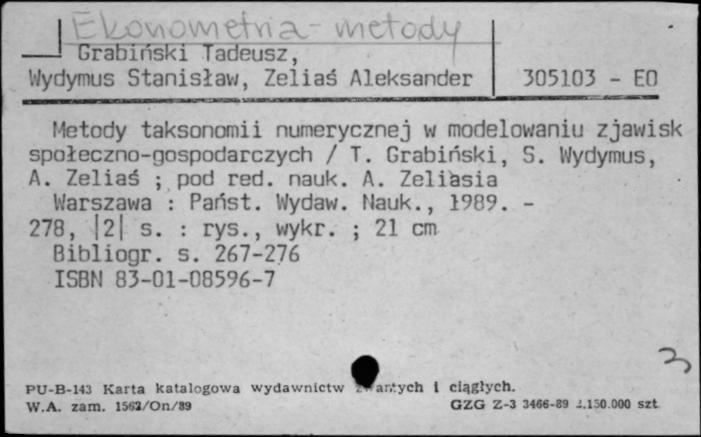 Ekonometria - metody
Grabiński Tadeusz,
Wydymus Stanisław, Zeliaś Aleksander 305103 - EO
Metody taksonomii numerycznej w modelowaniu zjawisk
społeczno-gospodarczych / T. Grabiński, S. Wydymus,
A. Zeliaś ; pod red. nauk. A. Zeliasia
Warszawa : Państ. Wydaw. Nauk., 1989. -
278, |2| s. : rys., wykr. ; 21 cm
Bibliogr. s. 267-276
ISBN 83-01-08596-7
3
PU-B-143 Karta katalogowa wydawnictw zwartych i ciągłych.
W.A. zam. 1562/On/89 GZG Z-3 3466-89 2.150.000 szt